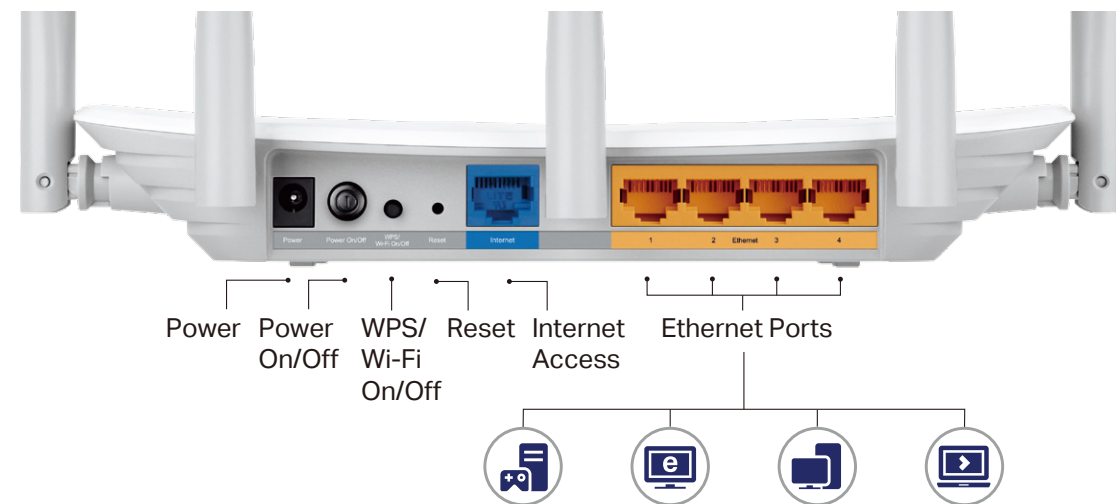 Power
Power On/Off
WPS/
Wi-Fi On/Off
Reset
Internet
1
2
Ethernet
3
4
Power
Power
On/Off
WPS/
Wi-Fi
On/Off
Reset
Internet
Access
Ethernet Ports
e